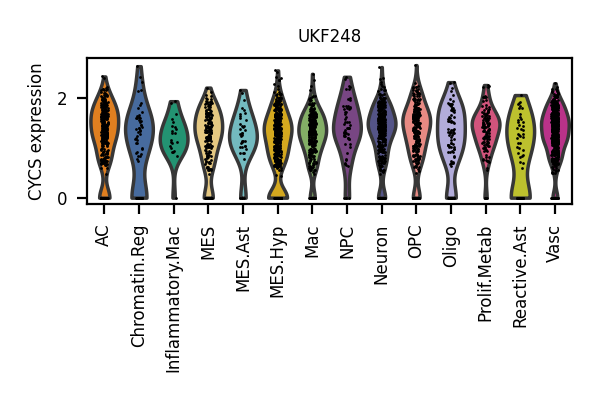 UKF248
CYCS expression
2
0
AC
Chromatin.Reg
Inflammatory.Mac
MES
MES.Ast
MES.Hyp
Mac
NPC
Neuron
OPC
Oligo
Prolif.Metab
Reactive.Ast
Vasc